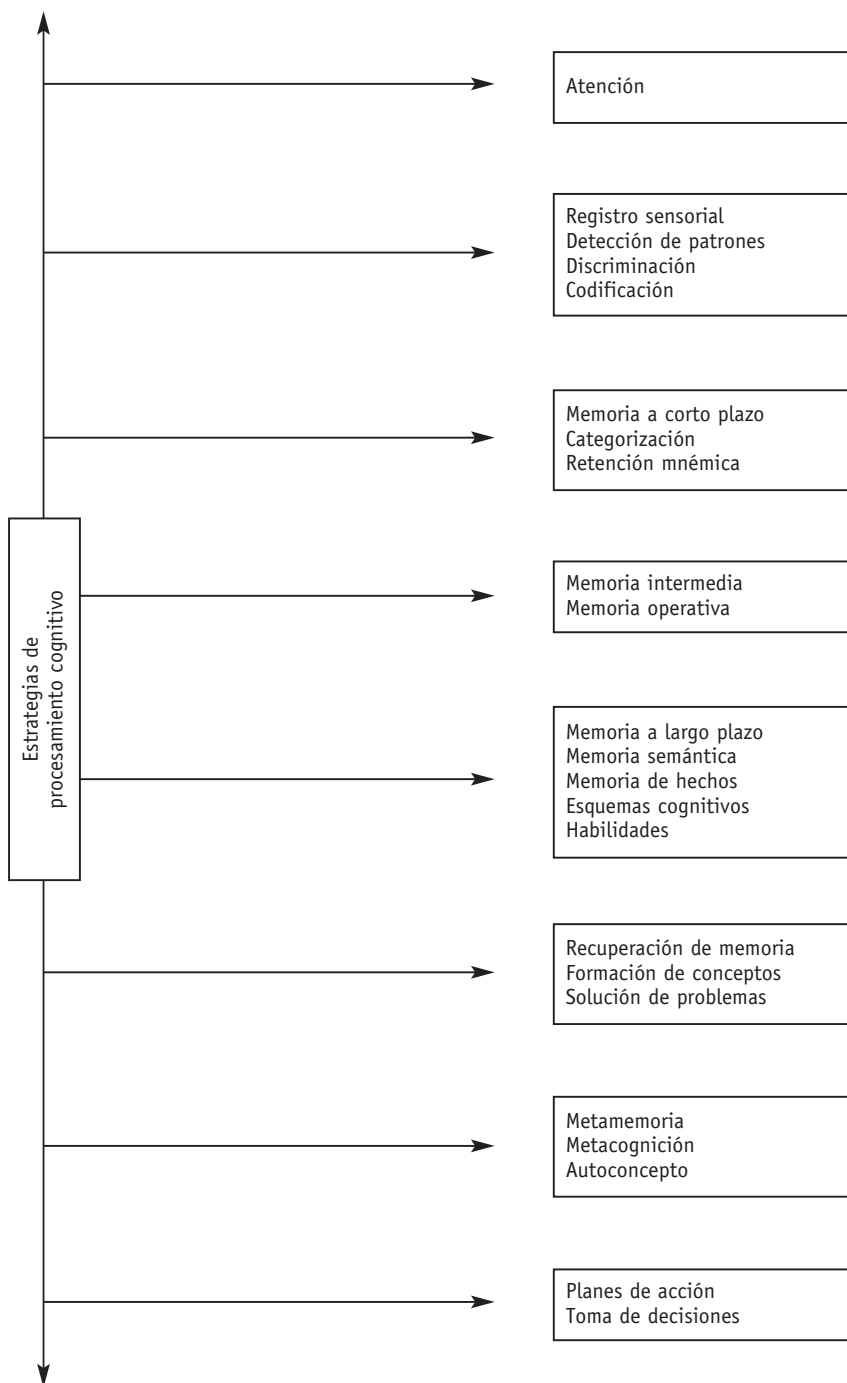 Atención
Registro sensorial
Detección de patrones
Discriminación
Codificación
Memoria a corto plazo
Categorización
Retención mnémica
Estrategias de
procesamiento cognitivo
Memoria intermedia
Memoria operativa
Memoria a largo plazo
Memoria semántica
Memoria de hechos
Esquemas cognitivos
Habilidades
Recuperación de memoria
Formación de conceptos
Solución de problemas
Metamemoria
Metacognición
Autoconcepto
Planes de acción
Toma de decisiones